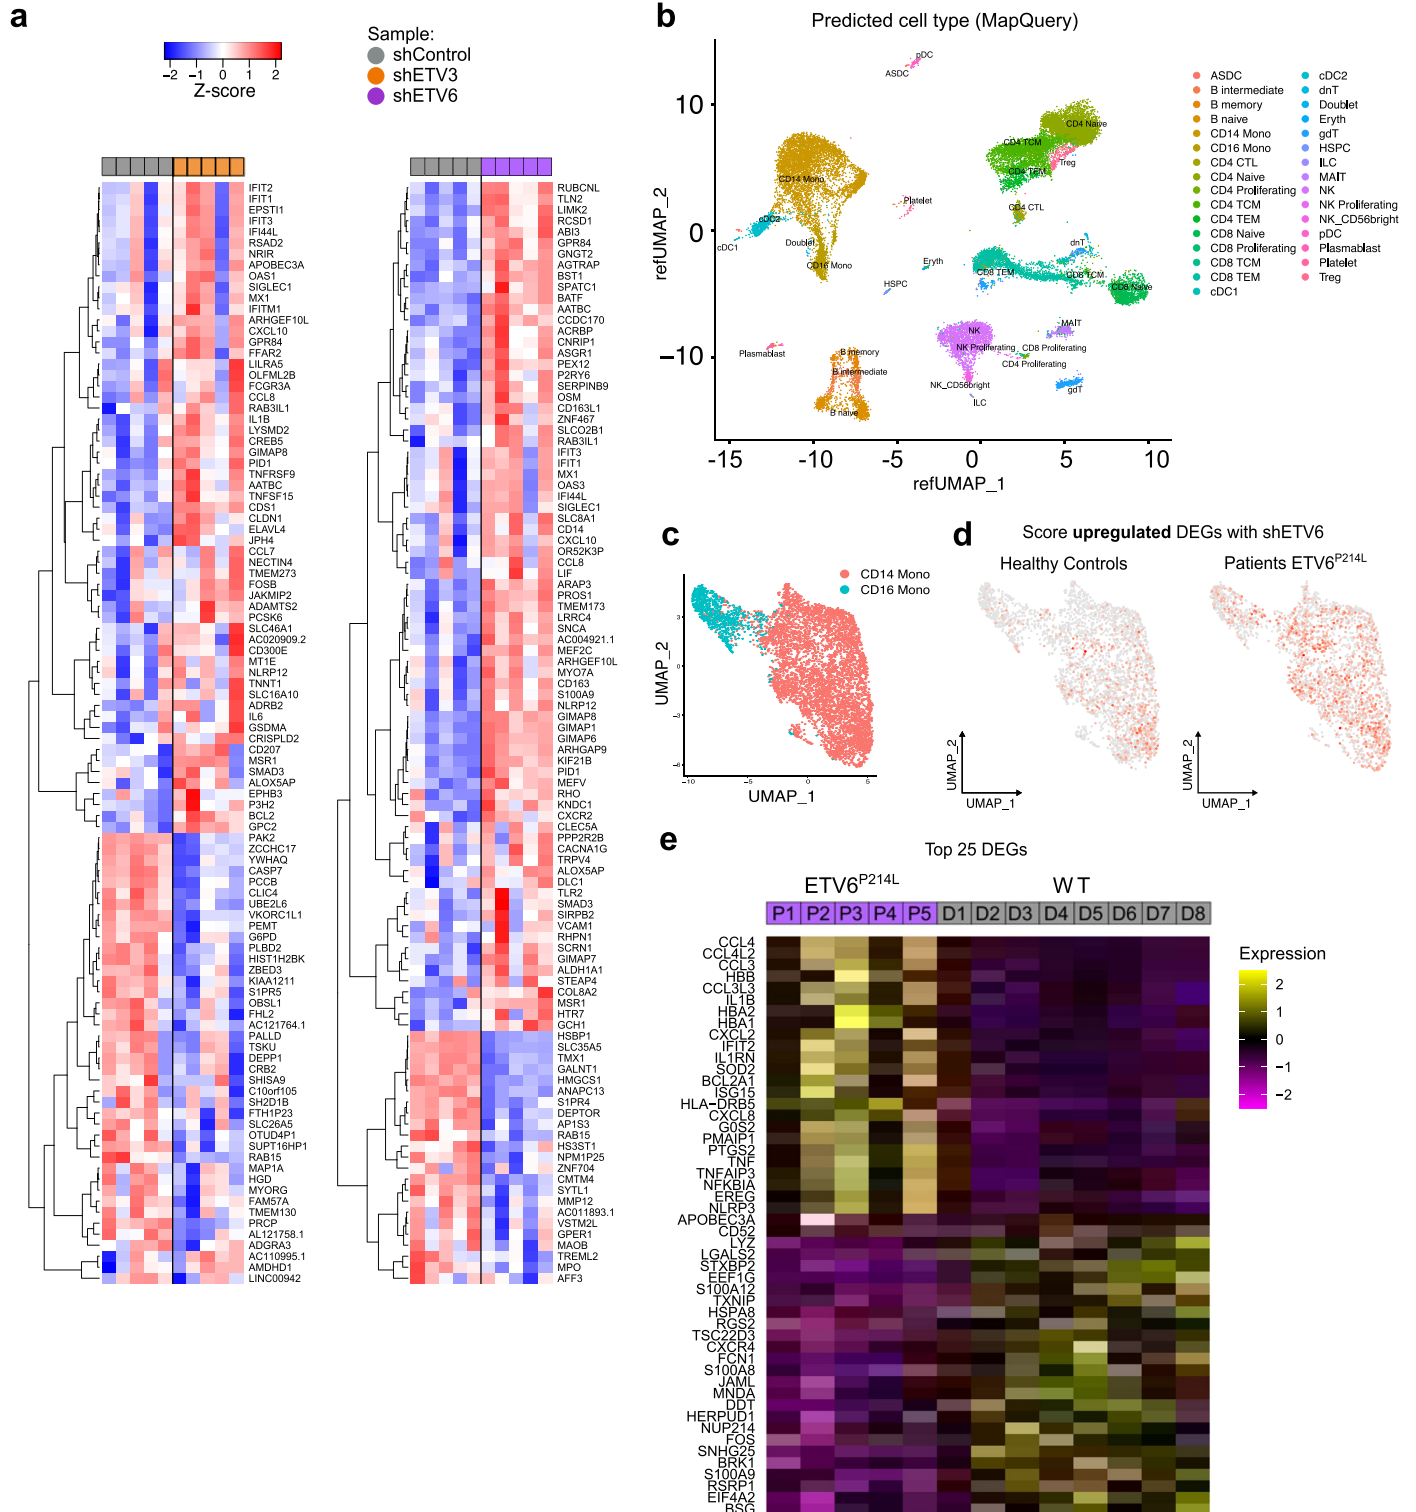 a
Sample:
shControl
shETV3
shETV6
−2 −1 0 1 2
Z-score
IFIT2
IFIT1
EPSTI1
IFIT3
IFI44L
RSAD2
NRIR
APOBEC3A
OAS1
SIGLEC1
MX1
IFITM1
ARHGEF10L
CXCL10
GPR84
FFAR2
LILRA5
OLFML2B
FCGR3A
CCL8
RAB3IL1
IL1B
LYSMD2
CREB5
GIMAP8
PID1
TNFRSF9
AATBC
TNFSF15
CDS1
CLDN1
ELAVL4
JPH4
CCL7
NECTIN4
TMEM273
FOSB
JAKMIP2
ADAMTS2
PCSK6
SLC46A1
AC020909.2
CD300E
MT1E
NLRP12
TNNT1
SLC16A10
ADRB2
IL6
GSDMA
CRISPLD2
CD207
MSR1
SMAD3
ALOX5AP
EPHB3
P3H2
BCL2
GPC2
PAK2
ZCCHC17
YWHAQ
CASP7
PCCB
CLIC4
UBE2L6
VKORC1L1
PEMT
G6PD
PLBD2
HIST1H2BK
ZBED3
KIAA1211
S1PR5
OBSL1
FHL2
AC121764.1
PALLD
TSKU
DEPP1
CRB2
SHISA9
C10orf105
SH2D1B
FTH1P23
SLC26A5
OTUD4P1
SUPT16HP1
RAB15
MAP1A
HGD
MYORG
FAM57A
TMEM130
PRCP
AL121758.1
ADGRA3
AC110995.1
AMDHD1
LINC00942
RUBCNL
TLN2
LIMK2
RCSD1
ABI3
GPR84
GNGT2
AGTRAP
BST1
SPATC1
BATF
AATBC
CCDC170
ACRBP
CNRIP1
ASGR1
PEX12
P2RY6
SERPINB9
OSM
CD163L1
ZNF467
SLCO2B1
RAB3IL1
IFIT3
IFIT1
MX1
OAS3
IFI44L
SIGLEC1
SLC8A1
CD14
CXCL10
OR52K3P
CCL8
LIF
ARAP3
PROS1
TMEM173
LRRC4
SNCA
AC004921.1
MEF2C
ARHGEF10L
MYO7A
CD163
S100A9
NLRP12
GIMAP8
GIMAP1
GIMAP6
ARHGAP9
KIF21B
PID1
MEFV
RHO
KNDC1
CXCR2
CLEC5A
PPP2R2B
CACNA1G
TRPV4
ALOX5AP
DLC1
TLR2
SMAD3
SIRPB2
VCAM1
RHPN1
SCRN1
GIMAP7
ALDH1A1
STEAP4
COL8A2
MSR1
HTR7
GCH1
HSBP1
SLC35A5
TMX1
GALNT1
HMGCS1
ANAPC13
S1PR4
DEPTOR
AP1S3
RAB15
HS3ST1
NPM1P25
ZNF704
CMTM4
SYTL1
MMP12
AC011893.1
VSTM2L
GPER1
MAOB
TREML2
MPO
AFF3
b
Predicted cell type (MapQuery)
refUMAP_2
10
0
−10
-15 -10 -5 0 5 10
refUMAP_1
pDC
ASDC
CD4 Naive
CD4 TCM
Treg
CD4 TEM
CD14 Mono
Platelet
CD4 CTL
cDC2
cDC1
Doublet
dnT
CD16 Mono
Eryth
CD8 TEM
CD8 TCM
CD8 Naive
HSPC
MAIT
NK
NK Proliferating
CD8 Proliferating
Plasmablast
B memory
CD4 Proliferating
B intermediate
NK_CD56bright
gdT
ILC
B naive
ASDC
B intermediate
B memory
B naive
CD14 Mono
CD16 Mono
CD4 CTL
CD4 Naive
CD4 Proliferating
CD4 TCM
CD4 TEM
CD8 Naive
CD8 Proliferating
CD8 TCM
CD8 TEM
cDC1
cDC2
dnT
Doublet
Eryth
gdT
HSPC
ILC
MAIT
NK
NK Proliferating
NK_CD56bright
pDC
Plasmablast
Platelet
Treg
c
CD14 Mono
CD16 Mono
UMAP_2
3
0
−3
−6
−10 −5 0 5
UMAP_1
d
Score upregulated DEGs with shETV6
Healthy Controls
Patients ETV6P214L
UMAP_2
UMAP_1
UMAP_2
UMAP_1
e
Top 25 DEGs
ETV6P214L WT
P1 P2 P3 P4 P5 D1 D2 D3 D4 D5 D6 D7 D8
CCL4
CCL4L2
CCL3
HBB
CCL3L3
IL1B
HBA2
HBA1
CXCL2
IFIT2
IL1RN
SOD2
BCL2A1
ISG15
HLA−DRB5
CXCL8
G0S2
PMAIP1
PTGS2
TNF
TNFAIP3
NFKBIA
EREG
NLRP3
APOBEC3A
CD52
LYZ
LGALS2
STXBP2
EEF1G
S100A12
TXNIP
HSPA8
RGS2
TSC22D3
CXCR4
FCN1
S100A8
JAML
MNDA
DDT
HERPUD1
NUP214
FOS
SNHG25
BRK1
S100A9
RSRP1
EIF4A2
BSG
Expression
2
1
0
−1
−2